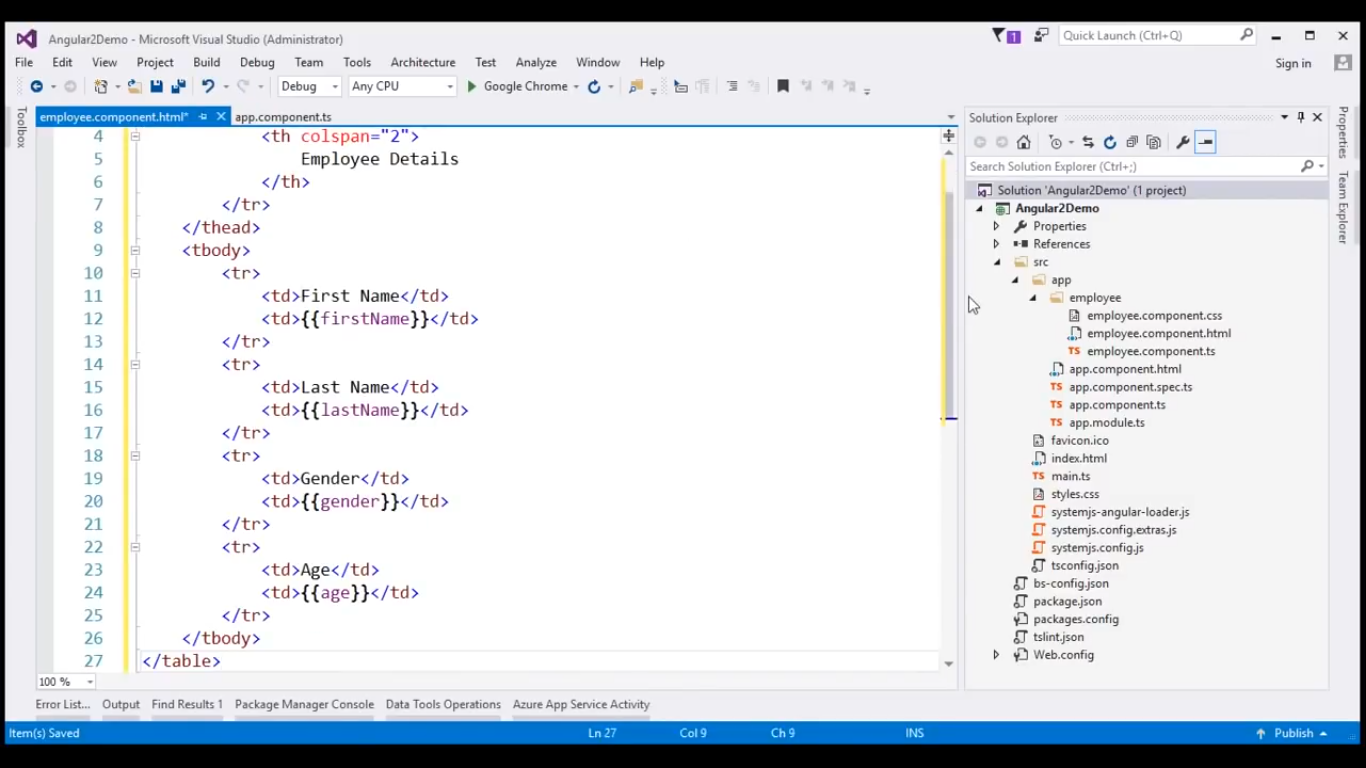 Angular2Demo - Microsoft Visual Studio (Administrator)
1
Quick Launch (Ctrl+Q)
File Edit View Project Build Debug Team Tools Architecture Test Analyze Window Help
Sign in
Debug Any CPU Google Chrome
Toolbox
employee.component.html* app.component.ts
4 <th colspan="2">
5 Employee Details
6 </th>
7 </tr>
8 </thead>
9 <tbody>
10 <tr>
11 <td>First Name</td>
12 <td>{{firstName}}</td>
13 </tr>
14 <tr>
15 <td>Last Name</td>
16 <td>{{lastName}}</td>
17 </tr>
18 <tr>
19 <td>Gender</td>
20 <td>{{gender}}</td>
21 </tr>
22 <tr>
23 <td>Age</td>
24 <td>{{age}}</td>
25 </tr>
26 </tbody>
27 </table>
100 %
Solution Explorer
Search Solution Explorer (Ctrl+;)
Solution 'Angular2Demo' (1 project)
Angular2Demo
Properties
References
src
app
employee
employee.component.css
employee.component.html
TS employee.component.ts
app.component.html
TS app.component.spec.ts
TS app.component.ts
TS app.module.ts
favicon.ico
index.html
TS main.ts
styles.css
systemjs-angular-loader.js
systemjs.config.extras.js
systemjs.config.js
tsconfig.json
bs-config.json
package.json
packages.config
tslint.json
Web.config
Properties
Team Explorer
Error List... Output Find Results 1 Package Manager Console Data Tools Operations Azure App Service Activity
Item(s) Saved Ln 27 Col 9 Ch 9 INS Publish